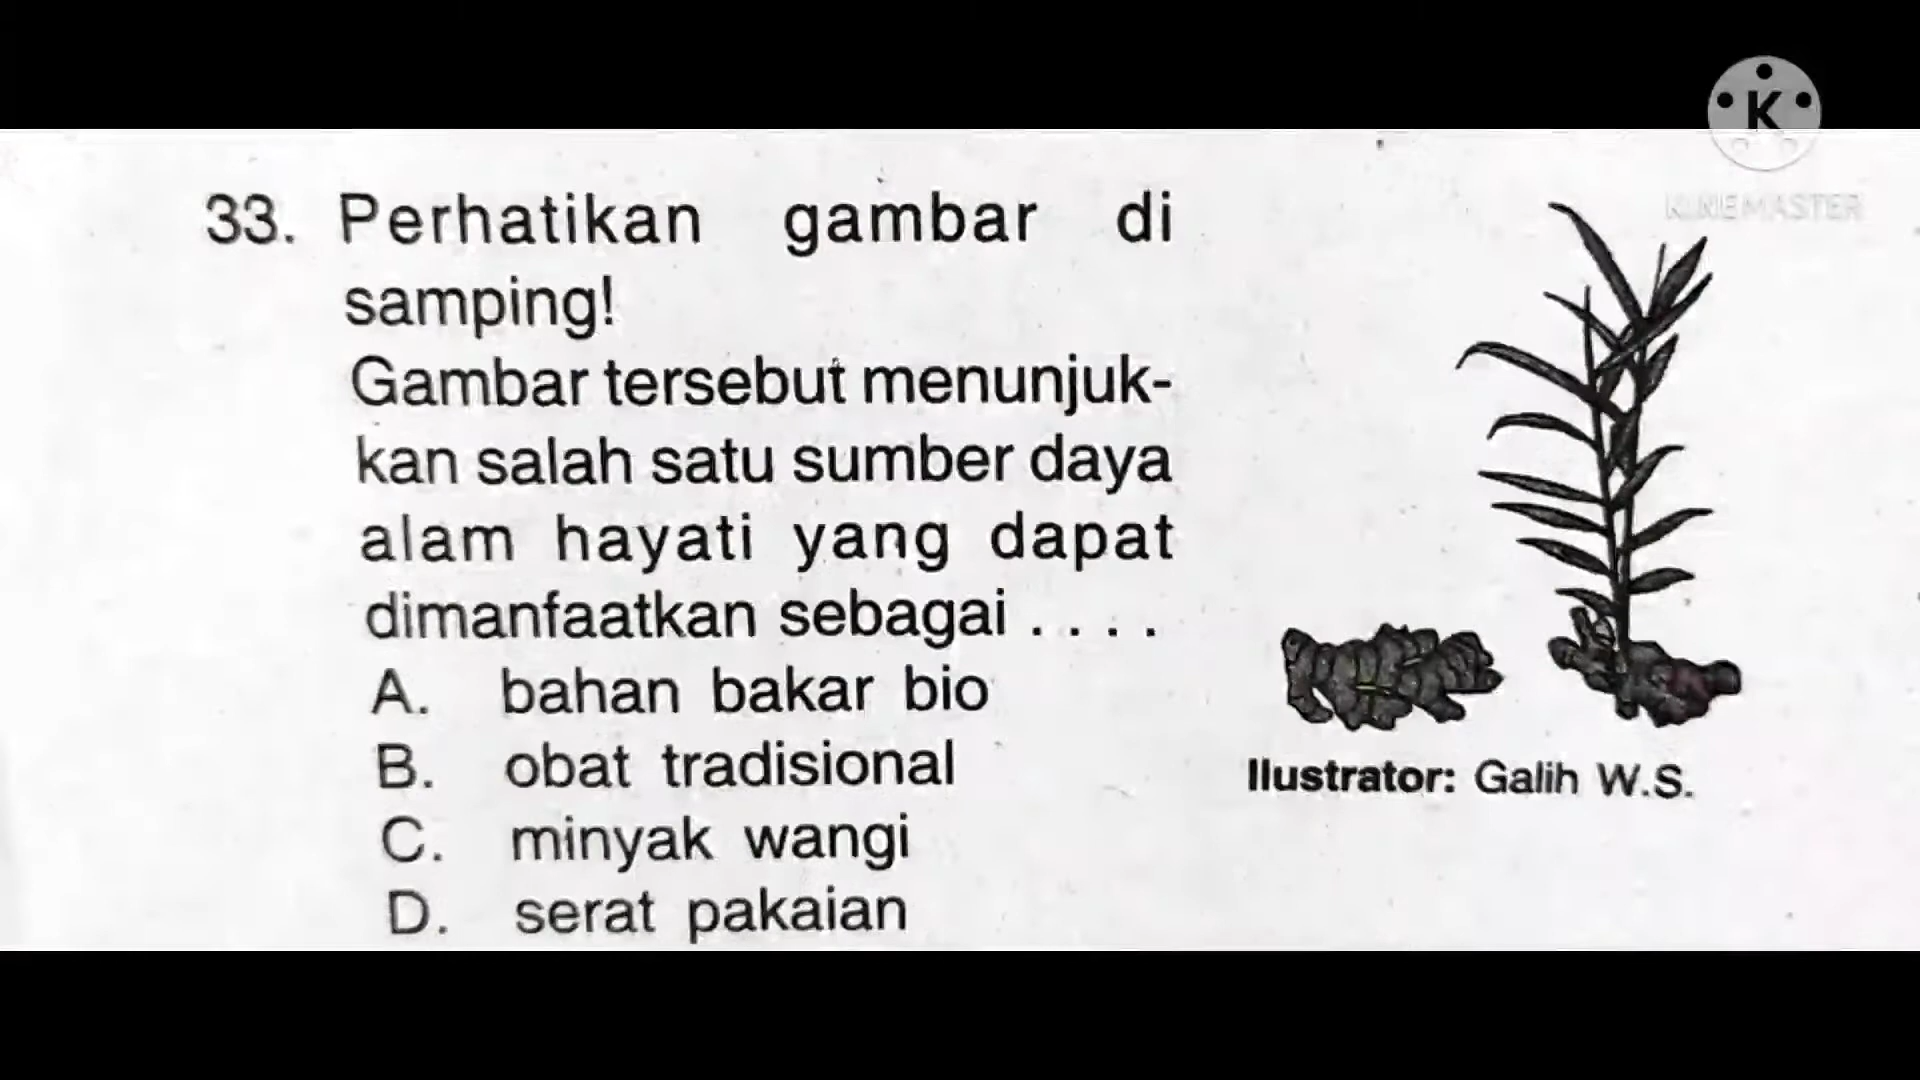 K
KINEMASTER
33. Perhatikan gambar di
samping!
Gambar tersebut menunjuk-
kan salah satu sumber daya
alam hayati yang dapat
dimanfaatkan sebagai . . . .
A. bahan bakar bio
B. obat tradisional
C. minyak wangi
D. serat pakaian
Ilustrator: Galih W.S.